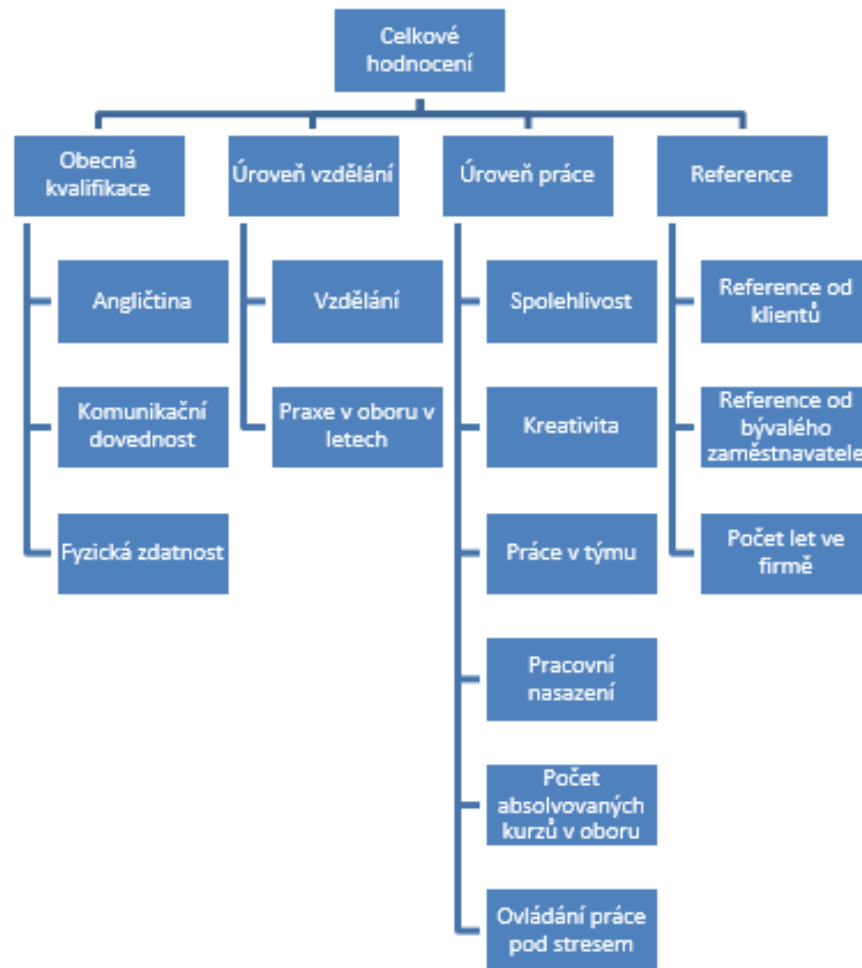 Celkové
hodnocení
Obecná
kvalifikace
Úroveň vzdělání
Úroveň práce
Reference
Angličtina
Komunikační
dovednost
Fyzická zdatnost
Vzdělání
Praxe v oboru v
letech
Spolehlivost
Kreativita
Práce v týmu
Pracovní
nasazení
Počet
absolvovaných
kurzů v oboru
Ovládání práce
pod stresem
Reference od
klientů
Reference od
bývalého
zaměstnavatele
Počet let ve
firmě